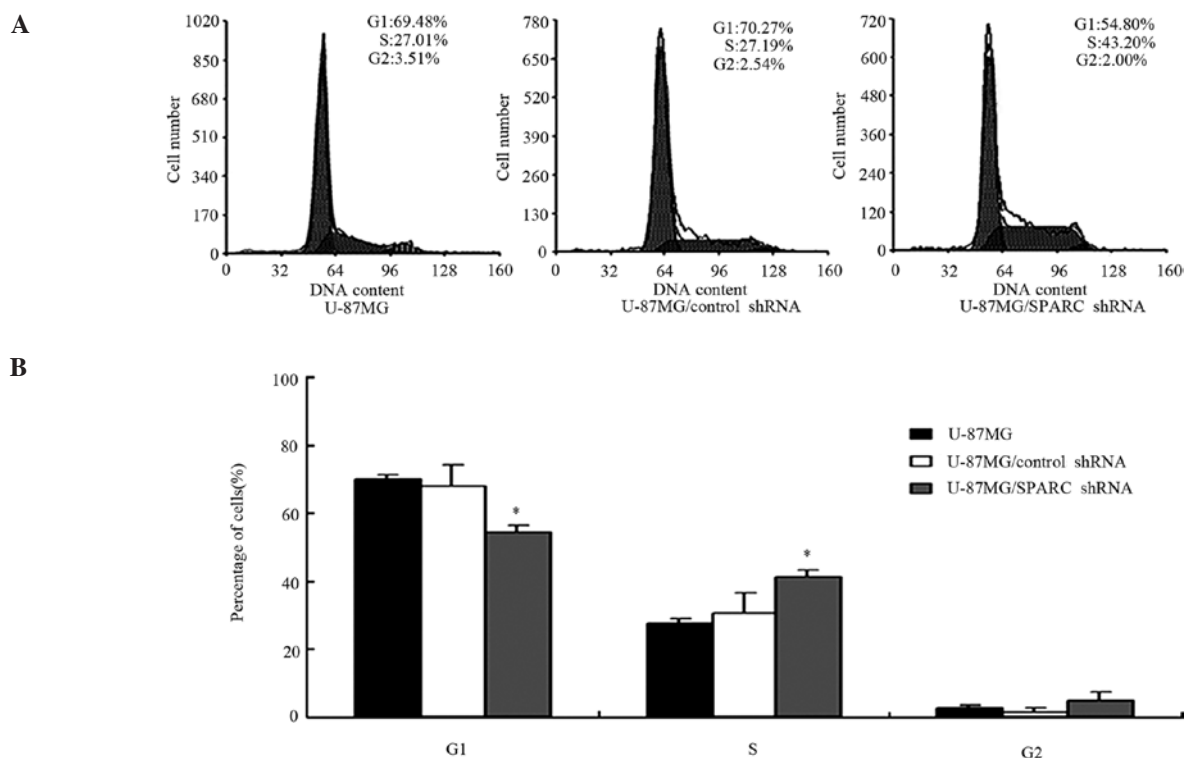 A
1020
850
680
510
340
170
0
Cell number
G1:69.48%
S:27.01%
G2:3.51%
0 32 64 96 128 160
DNA content
U-87MG
780
650
520
390
260
130
0
Cell number
G1:70.27%
S:27.19%
G2:2.54%
0 32 64 96 128 160
DNA content
U-87MG/control shRNA
720
600
480
360
240
120
0
Cell number
G1:54.80%
S:43.20%
G2:2.00%
0 32 64 96 128 160
DNA content
U-87MG/SPARC shRNA
B
100
80
60
40
20
0
Percentage of cells(%)
U-87MG
U-87MG/control shRNA
U-87MG/SPARC shRNA
*
*
G1 S G2